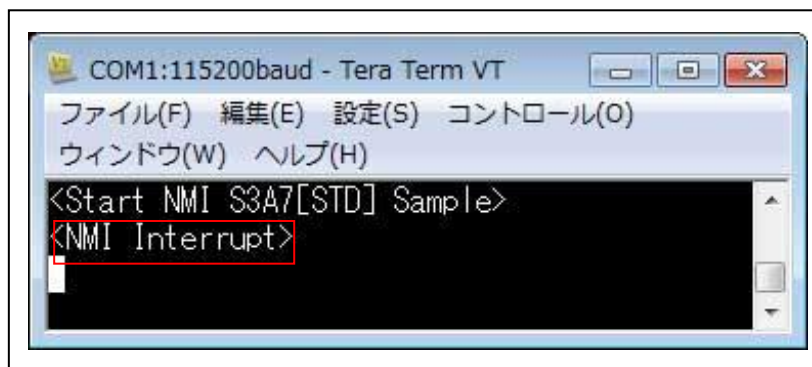 COM1:115200baud - Tera Term VT
ファイル(F) 編集(E) 設定(S) コントロール(O)
ウィンドウ(W) ヘルプ(H)
<Start NMI S3A7[STD] Sample>
<NMI Interrupt>